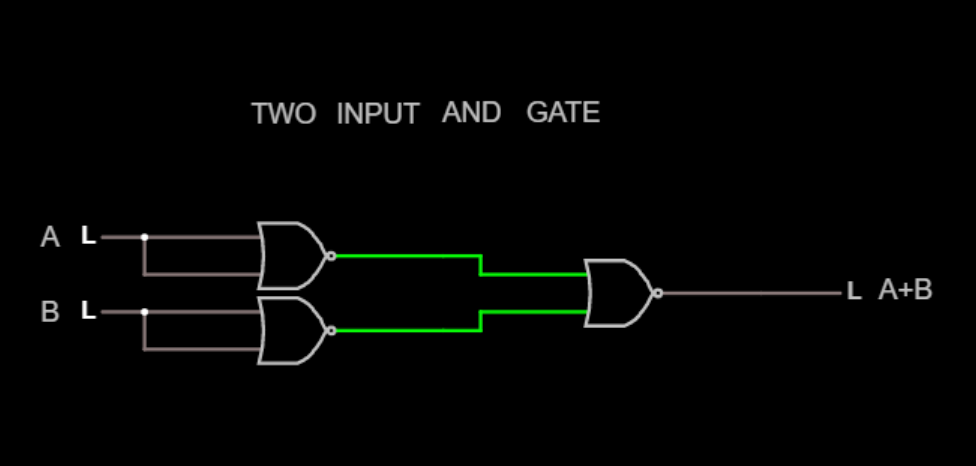 TWO INPUT AND GATE
A L
B L
L A+B